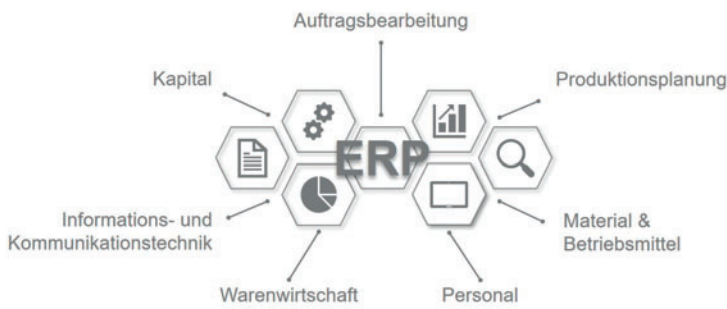 Auftragsbearbeitung
Kapital
Produktionsplanung
ERP
Informations- und
Kommunikationstechnik
Material &
Betriebsmittel
Warenwirtschaft
Personal